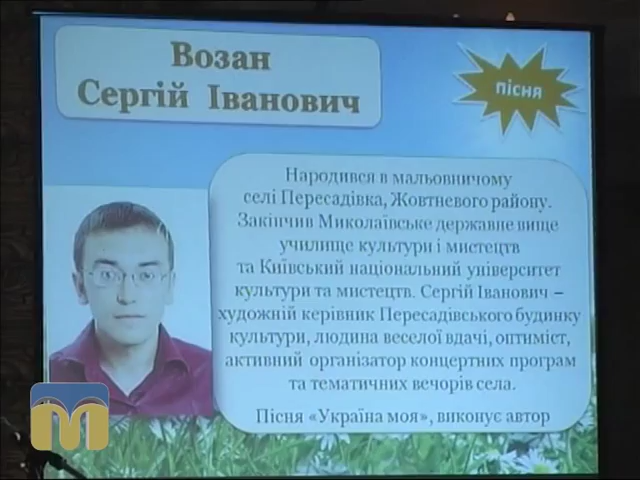 Возан
Сергій Іванович
пісня
Народився в мальовничому
селі Пересадівка, Жовтневого району.
Закінчив Миколаївське державне вище
училище культури і мистецтв
та Київський національний університет
культури та мистецтв. Сергій Іванович –
художній керівник Пересадівського будинку
культури, людина веселої вдачі, оптиміст,
активний організатор концертних програм
та тематичних вечорів села.
Пісня «Україна моя», виконує автор
М